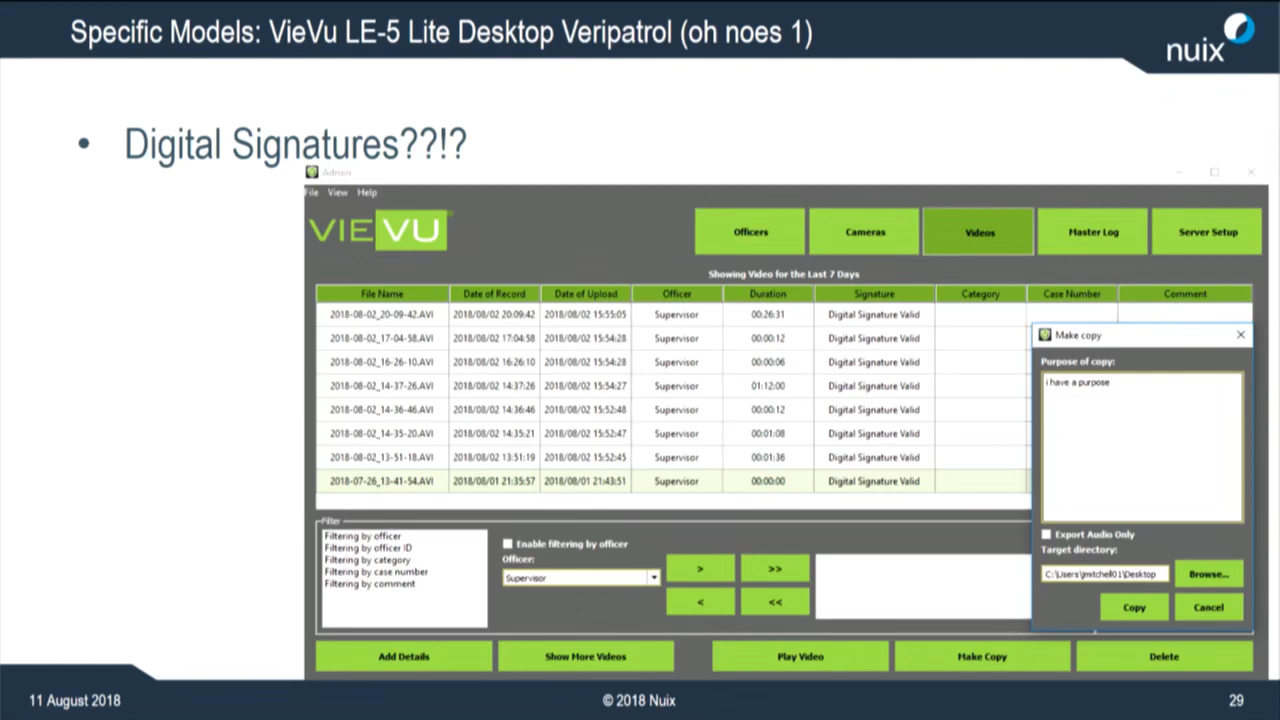 Specific Models: VieVu LE-5 Lite Desktop Veripatrol (oh noes 1)
nuix
• Digital Signatures??!?
Admin
File View Help
VIEVU
Officers Cameras Videos Master Log Server Setup
Showing Video for the Last 7 Days
File Name Date of Record Date of Upload Officer Duration Signature Category Case Number Comment
2018-08-02_20-09-42.AVI 2018/08/02 20:09:42 2018/08/02 15:55:05 Supervisor 00:26:31 Digital Signature Valid
2018-08-02_17-04-58.AVI 2018/08/02 17:04:58 2018/08/02 15:54:28 Supervisor 00:00:12 Digital Signature Valid
2018-08-02_16-26-10.AVI 2018/08/02 16:26:10 2018/08/02 15:54:28 Supervisor 00:00:06 Digital Signature Valid
2018-08-02_14-37-26.AVI 2018/08/02 14:37:26 2018/08/02 15:54:27 Supervisor 01:12:00 Digital Signature Valid
2018-08-02_14-36-46.AVI 2018/08/02 14:36:46 2018/08/02 15:52:48 Supervisor 00:00:12 Digital Signature Valid
2018-08-02_14-35-20.AVI 2018/08/02 14:35:21 2018/08/02 15:52:47 Supervisor 00:01:08 Digital Signature Valid
2018-08-02_13-51-18.AVI 2018/08/02 13:51:19 2018/08/02 15:52:45 Supervisor 00:01:36 Digital Signature Valid
2018-07-26_13-41-54.AVI 2018/08/01 21:35:57 2018/08/01 21:43:51 Supervisor 00:00:00 Digital Signature Valid
Make copy
Purpose of copy:
i have a purpose
Export Audio Only
Target directory:
C:\Users\jmitchell01\Desktop Browse...
Copy Cancel
Filter
Filtering by officer
Filtering by officer ID
Filtering by category
Filtering by case number
Filtering by comment
Enable filtering by officer
Officer:
Supervisor
> >>
< <<
Add Details Show More Videos Play Video Make Copy Delete
11 August 2018 © 2018 Nuix 29